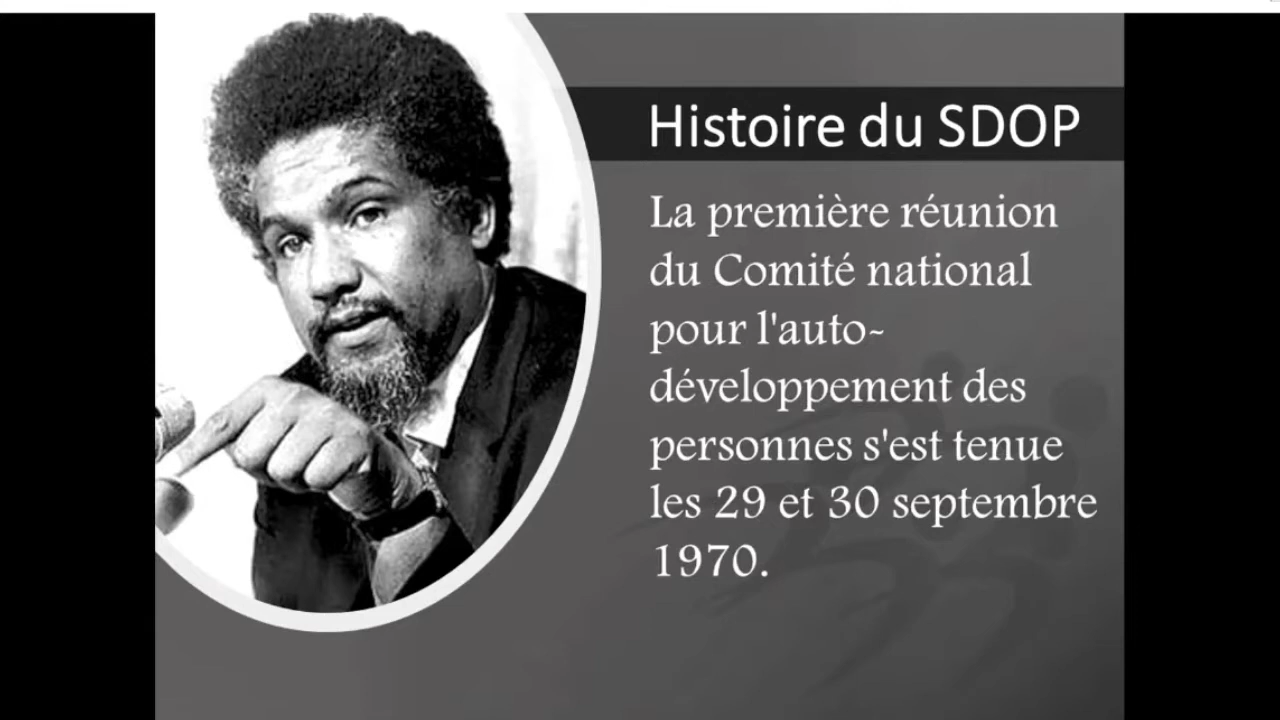 Histoire du SDOP
La première réunion
du Comité national
pour l'auto-
développement des
personnes s'est tenue
les 29 et 30 septembre
1970.